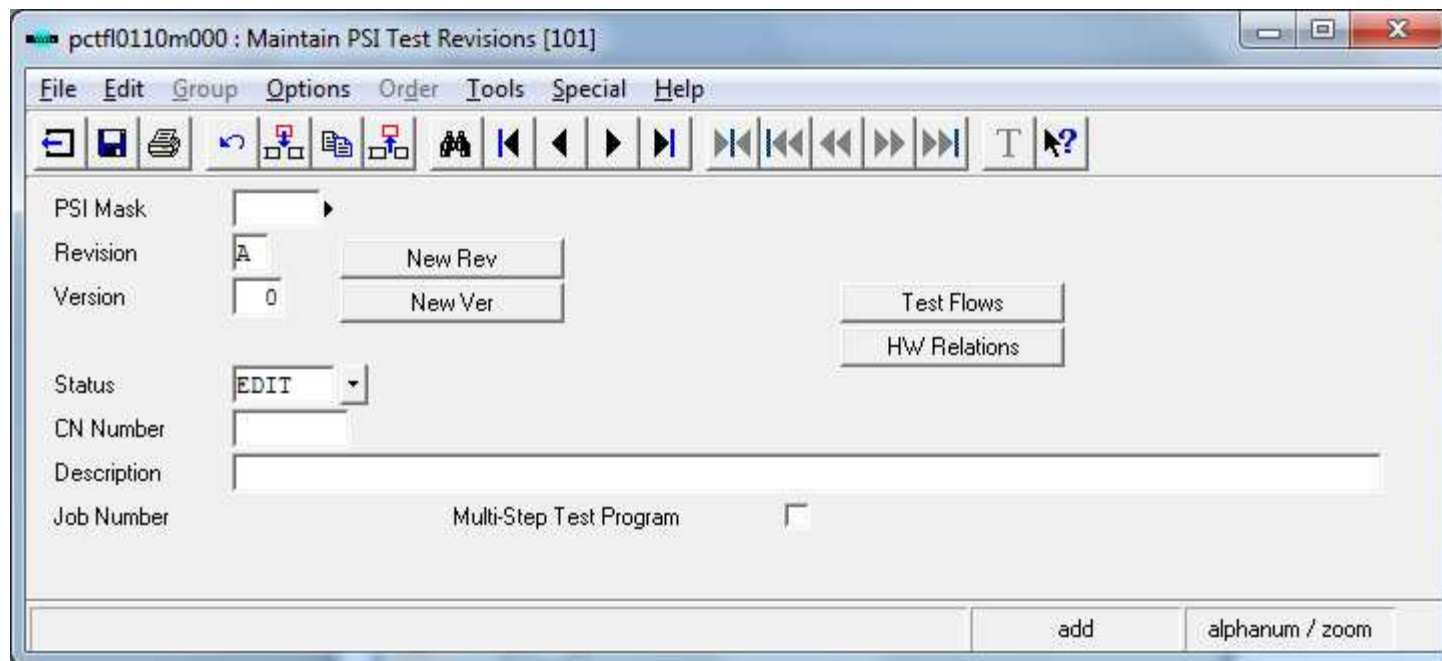 pctfl0110m000 : Maintain PSI Test Revisions [101]
File Edit Group Options Order Tools Special Help
T ?
PSI Mask
Revision A New Rev
Version 0 New Ver Test Flows
HW Relations
Status EDIT
CN Number
Description
Job Number Multi-Step Test Program
add alphanum / zoom